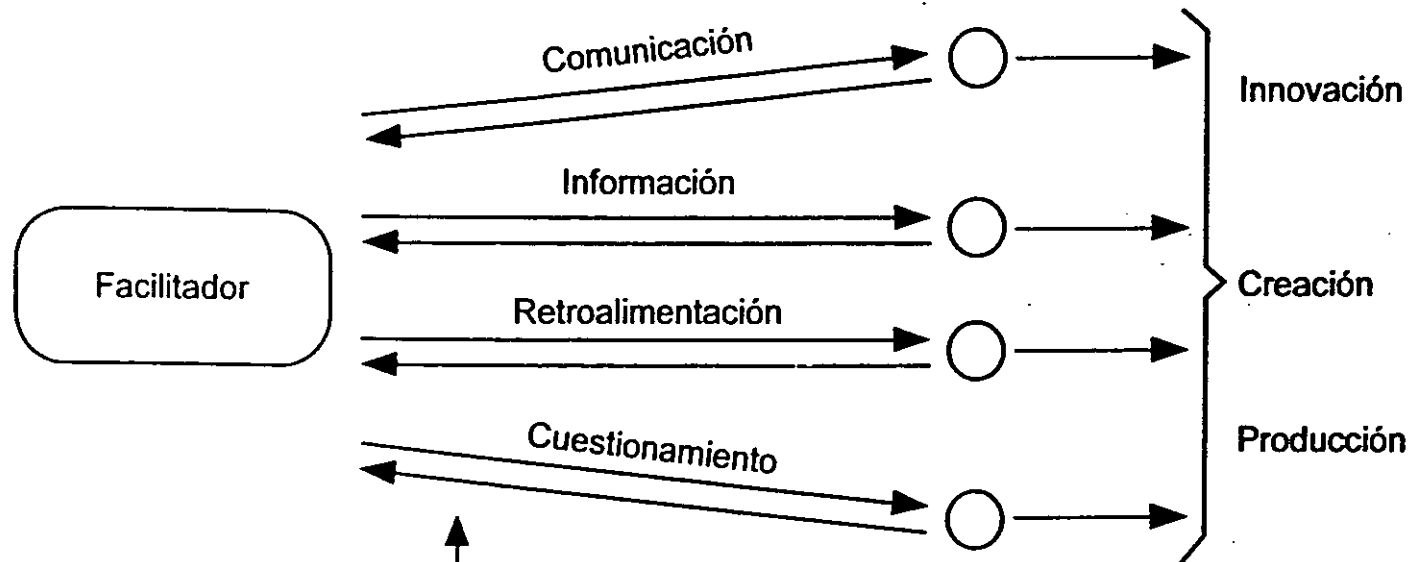 Comunicación
Innovación
Información
Facilitador
Creación
Retroalimentación
Cuestionamiento
Producción